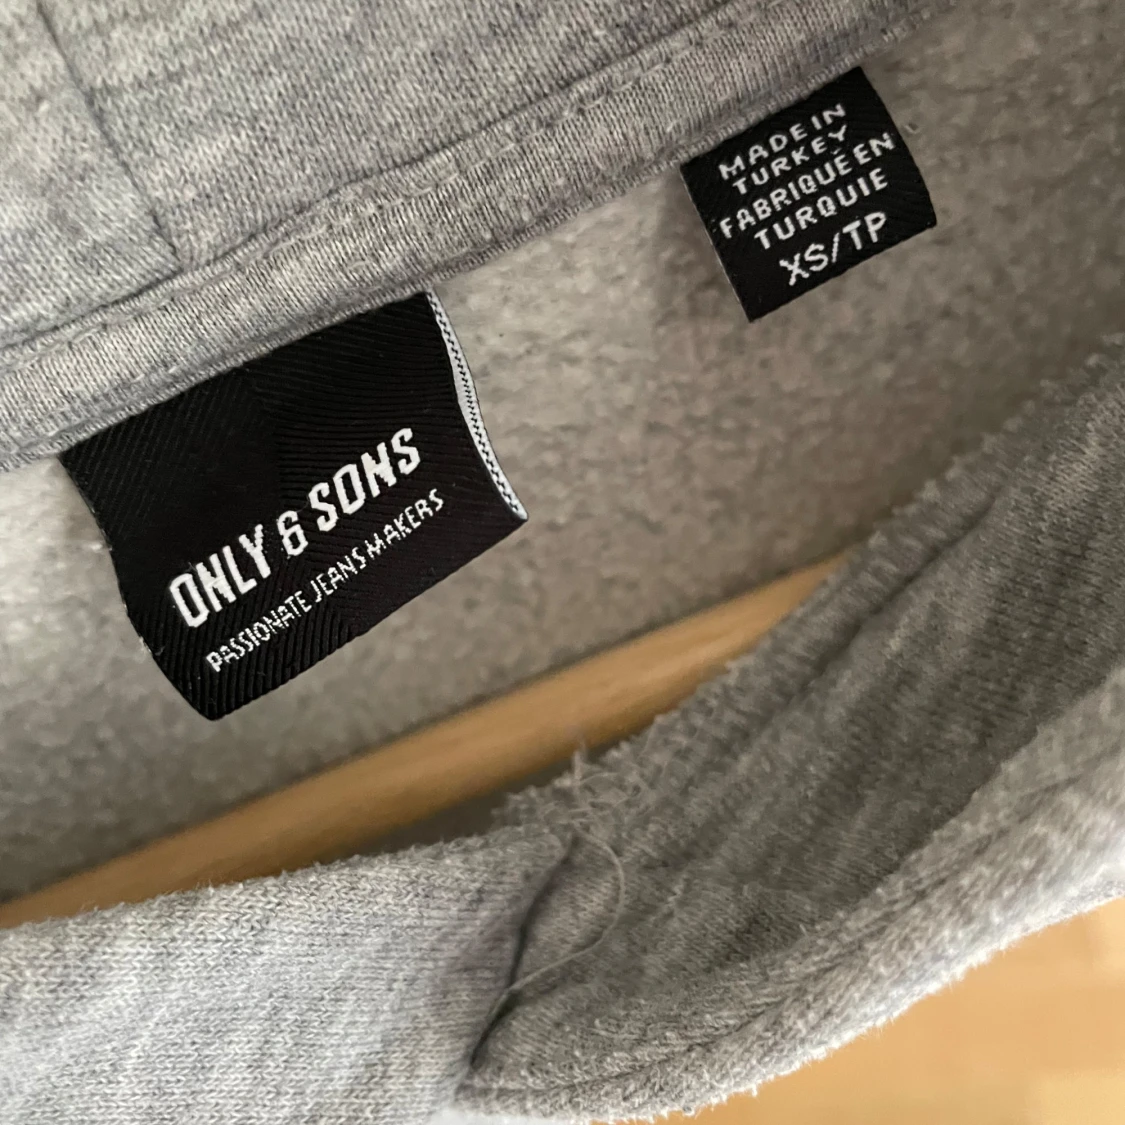 ONLY & SONS
PASSIONATE JEANS MAKERS
MADE IN
TURKEY
FABRIQUÉ EN
TURQUIE
XS/TP